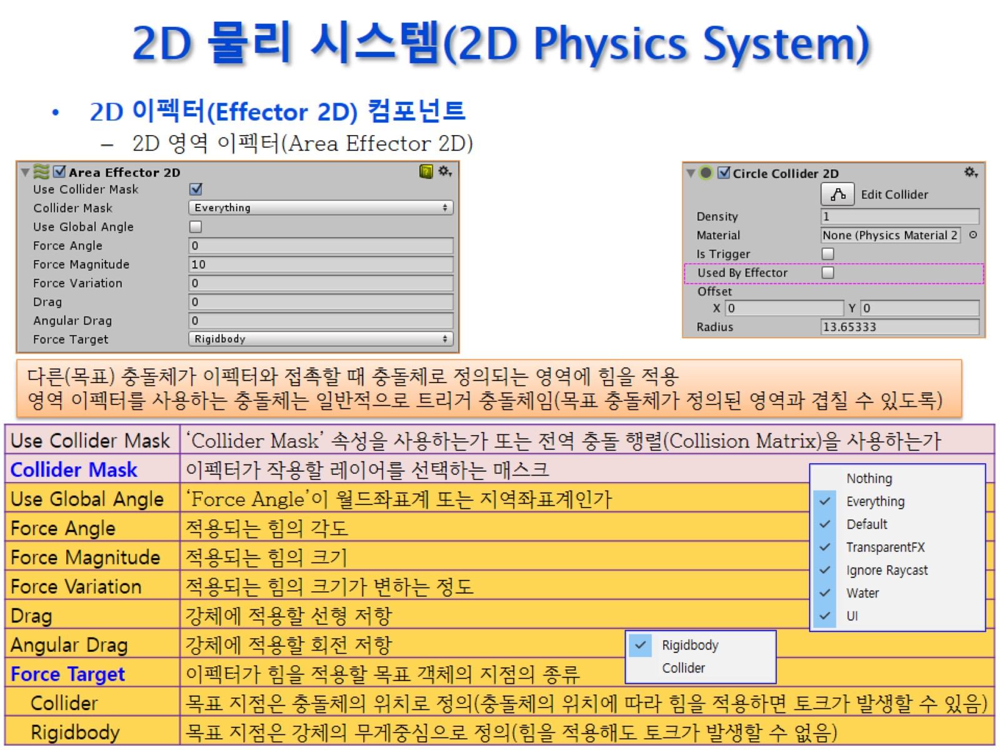 2D 물리 시스템(2D Physics System)
• 2D 이펙터(Effector 2D) 컴포넌트
– 2D 영역 이펙터(Area Effector 2D)
Area Effector 2D
Use Collider Mask
Collider Mask Everything
Use Global Angle
Force Angle 0
Force Magnitude 10
Force Variation 0
Drag 0
Angular Drag 0
Force Target Rigidbody
Circle Collider 2D
Edit Collider
Density 1
Material None (Physics Material 2
Is Trigger
Used By Effector
Offset
X 0 Y 0
Radius 13.65333
다른(목표) 충돌체가 이펙터와 접촉할 때 충돌체로 정의되는 영역에 힘을 적용
영역 이펙터를 사용하는 충돌체는 일반적으로 트리거 충돌체임(목표 충돌체가 정의된 영역과 겹칠 수 있도록)
Use Collider Mask ‘Collider Mask’ 속성을 사용하는가 또는 전역 충돌 행렬(Collision Matrix)을 사용하는가
Collider Mask 이펙터가 작용할 레이어를 선택하는 매스크
Use Global Angle ‘Force Angle’이 월드좌표계 또는 지역좌표계인가
Force Angle 적용되는 힘의 각도
Force Magnitude 적용되는 힘의 크기
Force Variation 적용되는 힘의 크기가 변하는 정도
Drag 강체에 적용할 선형 저항
Angular Drag 강체에 적용할 회전 저항
Force Target 이펙터가 힘을 적용할 목표 객체의 지점의 종류
Collider 목표 지점은 충돌체의 위치로 정의(충돌체의 위치에 따라 힘을 적용하면 토크가 발생할 수 있음)
Rigidbody 목표 지점은 강체의 무게중심으로 정의(힘을 적용해도 토크가 발생할 수 없음)
Nothing
Everything
Default
TransparentFX
Ignore Raycast
Water
UI
Rigidbody
Collider